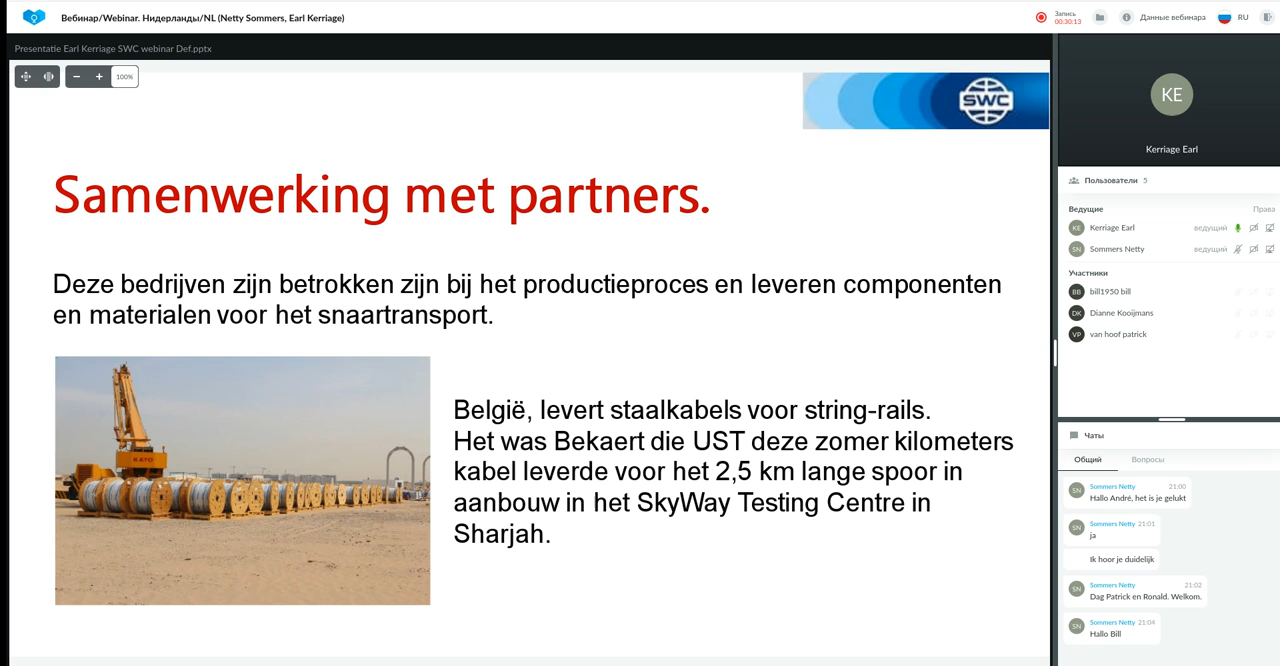 Вебинар/Webinar. Нидерланды/NL (Netty Sommers, Earl Kerriage)
Запись
00:30:13
Данные вебинара
RU
Presentatie Earl Kerriage SWC webinar Def.pptx
100%
SWC
Samenwerking met partners.
Deze bedrijven zijn betrokken zijn bij het productieproces en leveren componenten
en materialen voor het snaartransport.
KATO
België, levert staalkabels voor string-rails.
Het was Bekaert die UST deze zomer kilometers
kabel leverde voor het 2,5 km lange spoor in
aanbouw in het SkyWay Testing Centre in
Sharjah.
KE
Kerriage Earl
Пользователи 5
Ведущие Права
KE Kerriage Earl ведущий
SN Sommers Netty ведущий
Участники
BB bill1950 bill
DK Dianne Kooijmans
VP van hoof patrick
Чаты
Общий Вопросы
SN Sommers Netty 21:00
Hallo André, het is je gelukt
SN Sommers Netty 21:01
ja
Ik hoor je duidelijk
SN Sommers Netty 21:02
Dag Patrick en Ronald. Welkom.
SN Sommers Netty 21:04
Hallo Bill